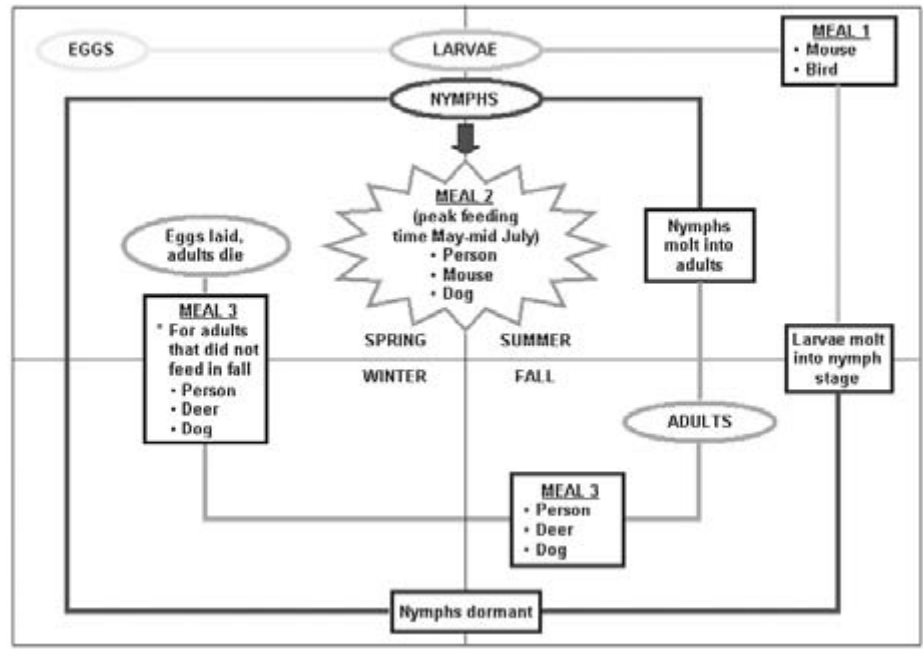 EGGS
LARVAE
MEAL 1
• Mouse
• Bird
NYMPHS
MEAL 2
(peak feeding
time May-mid July)
• Person
• Mouse
• Dog
Eggs laid,
adults die
Nymphs
molt into
adults
MEAL 3
* For adults
that did not
feed in fall
• Person
• Deer
• Dog
SPRING
SUMMER
WINTER
FALL
Larvae molt
into nymph
stage
ADULTS
MEAL 3
• Person
• Deer
• Dog
Nymphs dormant